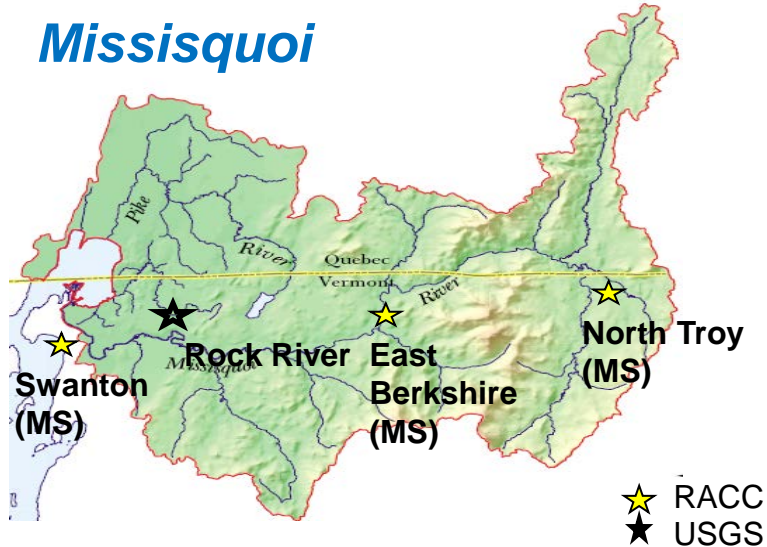 Missisquoi
Pike
River
Quebec
Vermont
River
North Troy
(MS)
Rock River
East
Berkshire
(MS)
Missisquoi
Swanton
(MS)
RACC
USGS